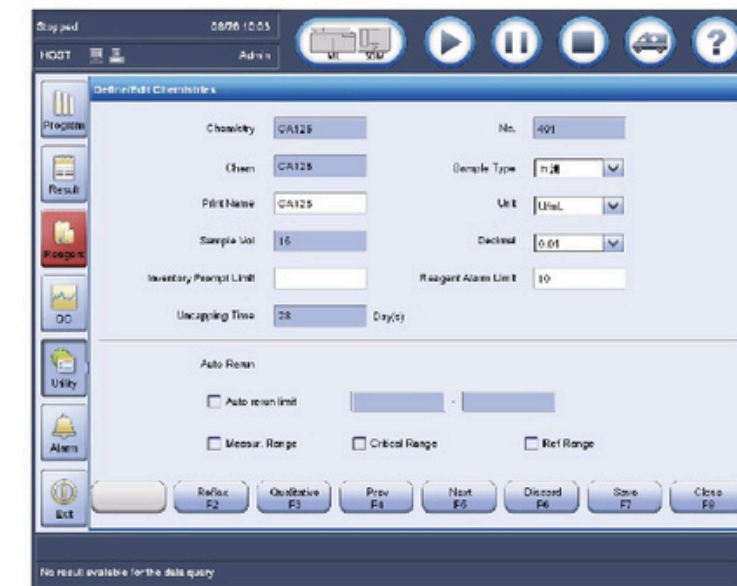 Stopped 08/26 10:03
HOST Admin
ML SDM
?
Define/Edit Chemistries
Program
Result
Reagent
QC
Utility
Alarm
Exit
Chemistry CA125 No. 401
Chem CA125 Sample Type
Print Name CA125 Unit U/mL
Sample Vol 15 Decimal 0.01
Inventory Prompt Limit Reagent Alarm Limit 10
Uncapping Time 28 Day(s)
Auto Rerun
Auto rerun limit -
Measur. Range Critical Range Ref Range
Reflex F2 Qualitative F3 Prev F4 Next F5 Discard F6 Save F7 Close F8
No result available for the data query